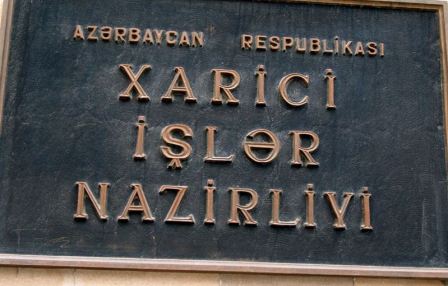 AZƏRBAYCAN RESPUBLİKASI
XARİCİ
İŞLƏR
NAZİRLİYİ